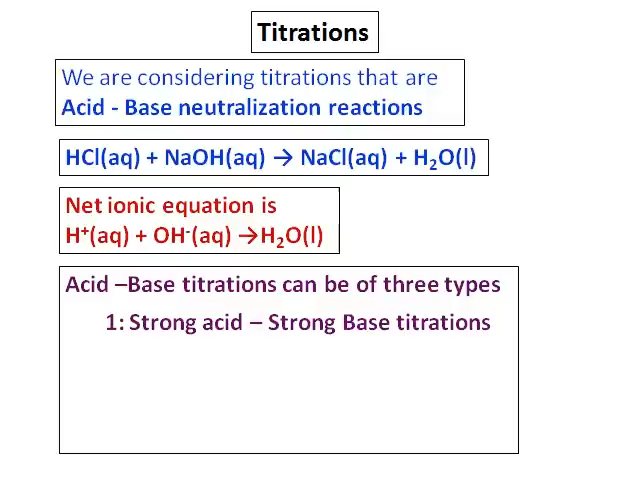 Titrations
We are considering titrations that are
Acid - Base neutralization reactions
HCl(aq) + NaOH(aq) → NaCl(aq) + H₂O(l)
Net ionic equation is
H⁺(aq) + OH⁻(aq) →H₂O(l)
Acid –Base titrations can be of three types
1: Strong acid – Strong Base titrations